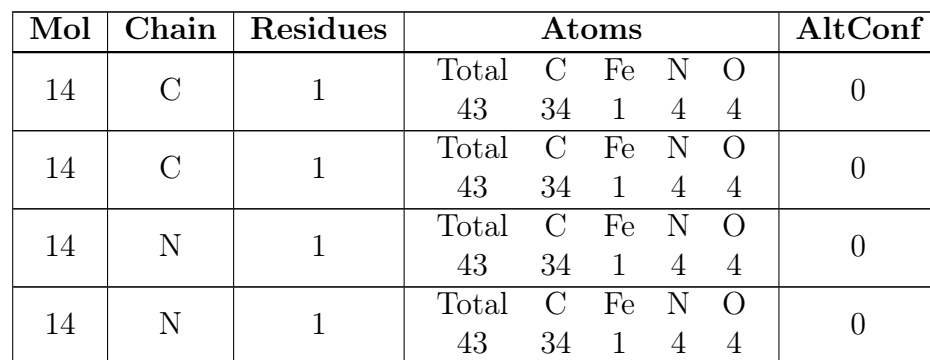 Mol Chain Residues Atoms AltConf
14 C 1 Total C Fe N O 0
43 34 1 4 4
14 C 1 Total C Fe N O 0
43 34 1 4 4
14 N 1 Total C Fe N O 0
43 34 1 4 4
14 N 1 Total C Fe N O 0
43 34 1 4 4